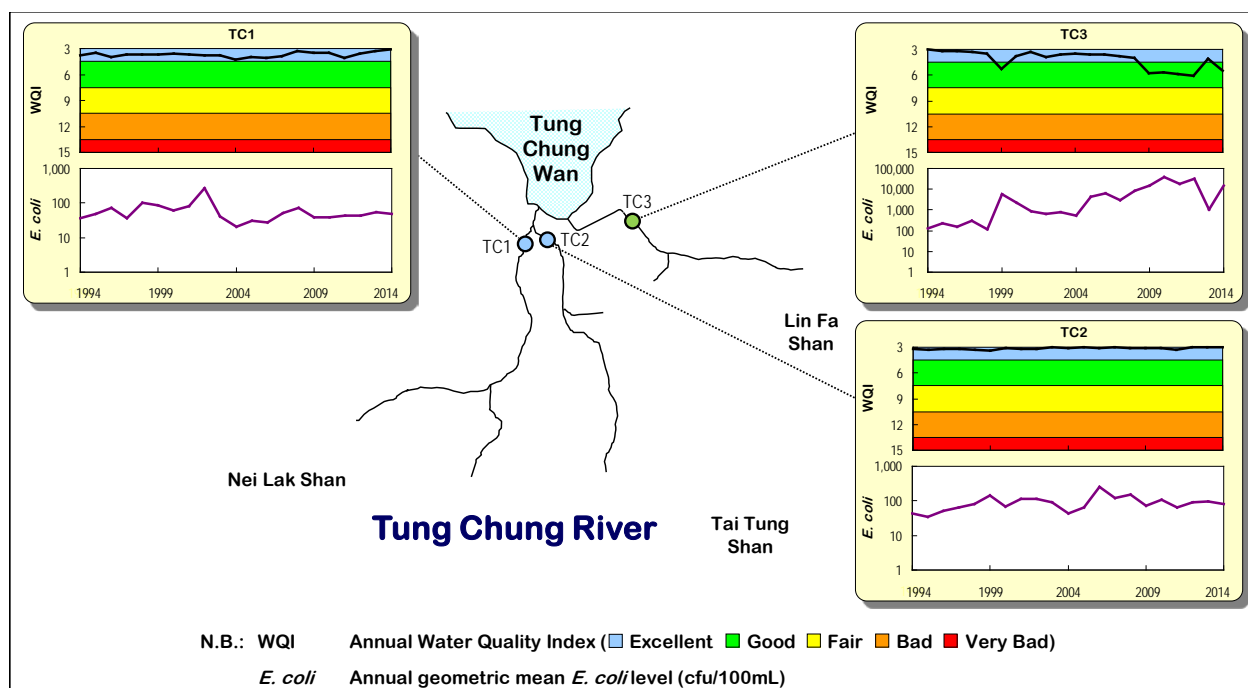 TC1
WQI
3
6
9
12
15
E. coli
1,000
100
10
1
1994 1999 2004 2009 2014
TC3
WQI
3
6
9
12
15
E. coli
100,000
10,000
1,000
100
10
1
1994 1999 2004 2009 2014
Tung
Chung
Wan
TC3
TC1
TC2
Lin Fa
Shan
TC2
WQI
3
6
9
12
15
E. coli
1,000
100
10
1
1994 1999 2004 2009 2014
Nei Lak Shan
Tung Chung River
Tai Tung
Shan
N.B.: WQI Annual Water Quality Index ( Excellent Good Fair Bad Very Bad)
E. coli Annual geometric mean E. coli level (cfu/100mL)